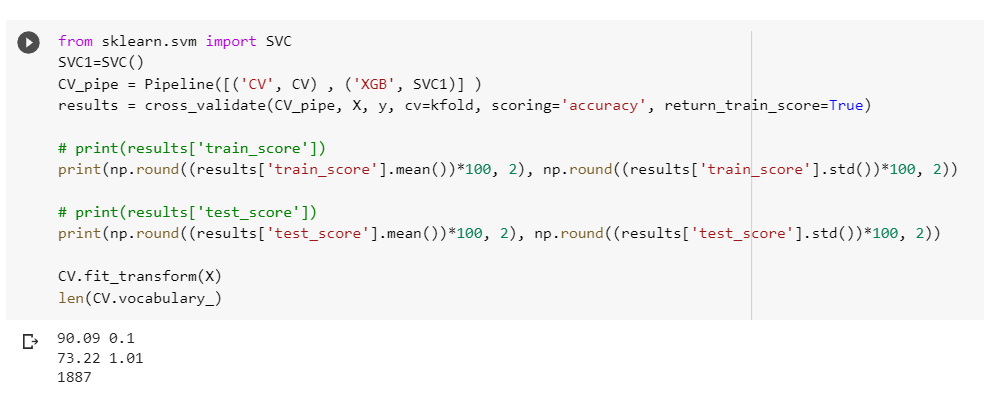 from sklearn.svm import SVC
SVC1=SVC()
CV_pipe = Pipeline([('CV', CV) , ('XGB', SVC1)] )
results = cross_validate(CV_pipe, X, y, cv=kfold, scoring='accuracy', return_train_score=True)
# print(results['train_score'])
print(np.round((results['train_score'].mean())*100, 2), np.round((results['train_score'].std())*100, 2))
# print(results['test_score'])
print(np.round((results['test_score'].mean())*100, 2), np.round((results['test_score'].std())*100, 2))
CV.fit_transform(X)
len(CV.vocabulary_)
90.09 0.1
73.22 1.01
1887